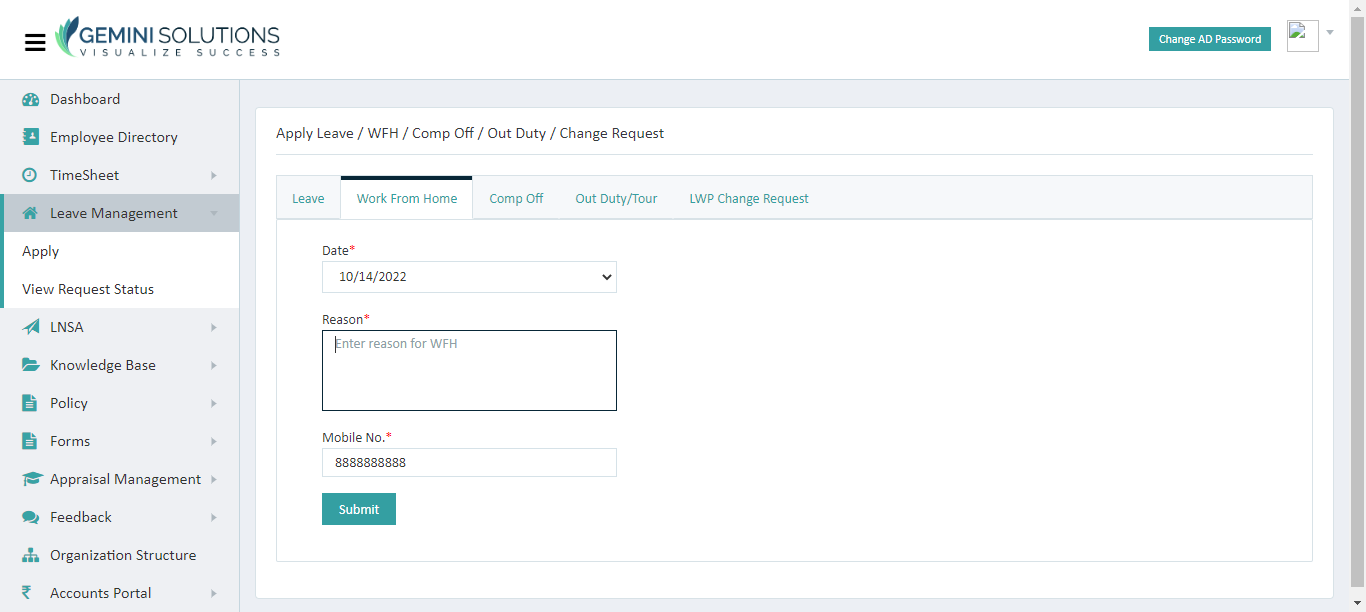 GEMINI SOLUTIONS
VISUALIZE SUCCESS
Change AD Password
Dashboard
Employee Directory
TimeSheet
Leave Management
Apply
View Request Status
LNSA
Knowledge Base
Policy
Forms
Appraisal Management
Feedback
Organization Structure
Accounts Portal
Apply Leave / WFH / Comp Off / Out Duty / Change Request
Leave Work From Home Comp Off Out Duty/Tour LWP Change Request
Date*
10/14/2022
Reason*
Enter reason for WFH
Mobile No.*
8888888888
Submit